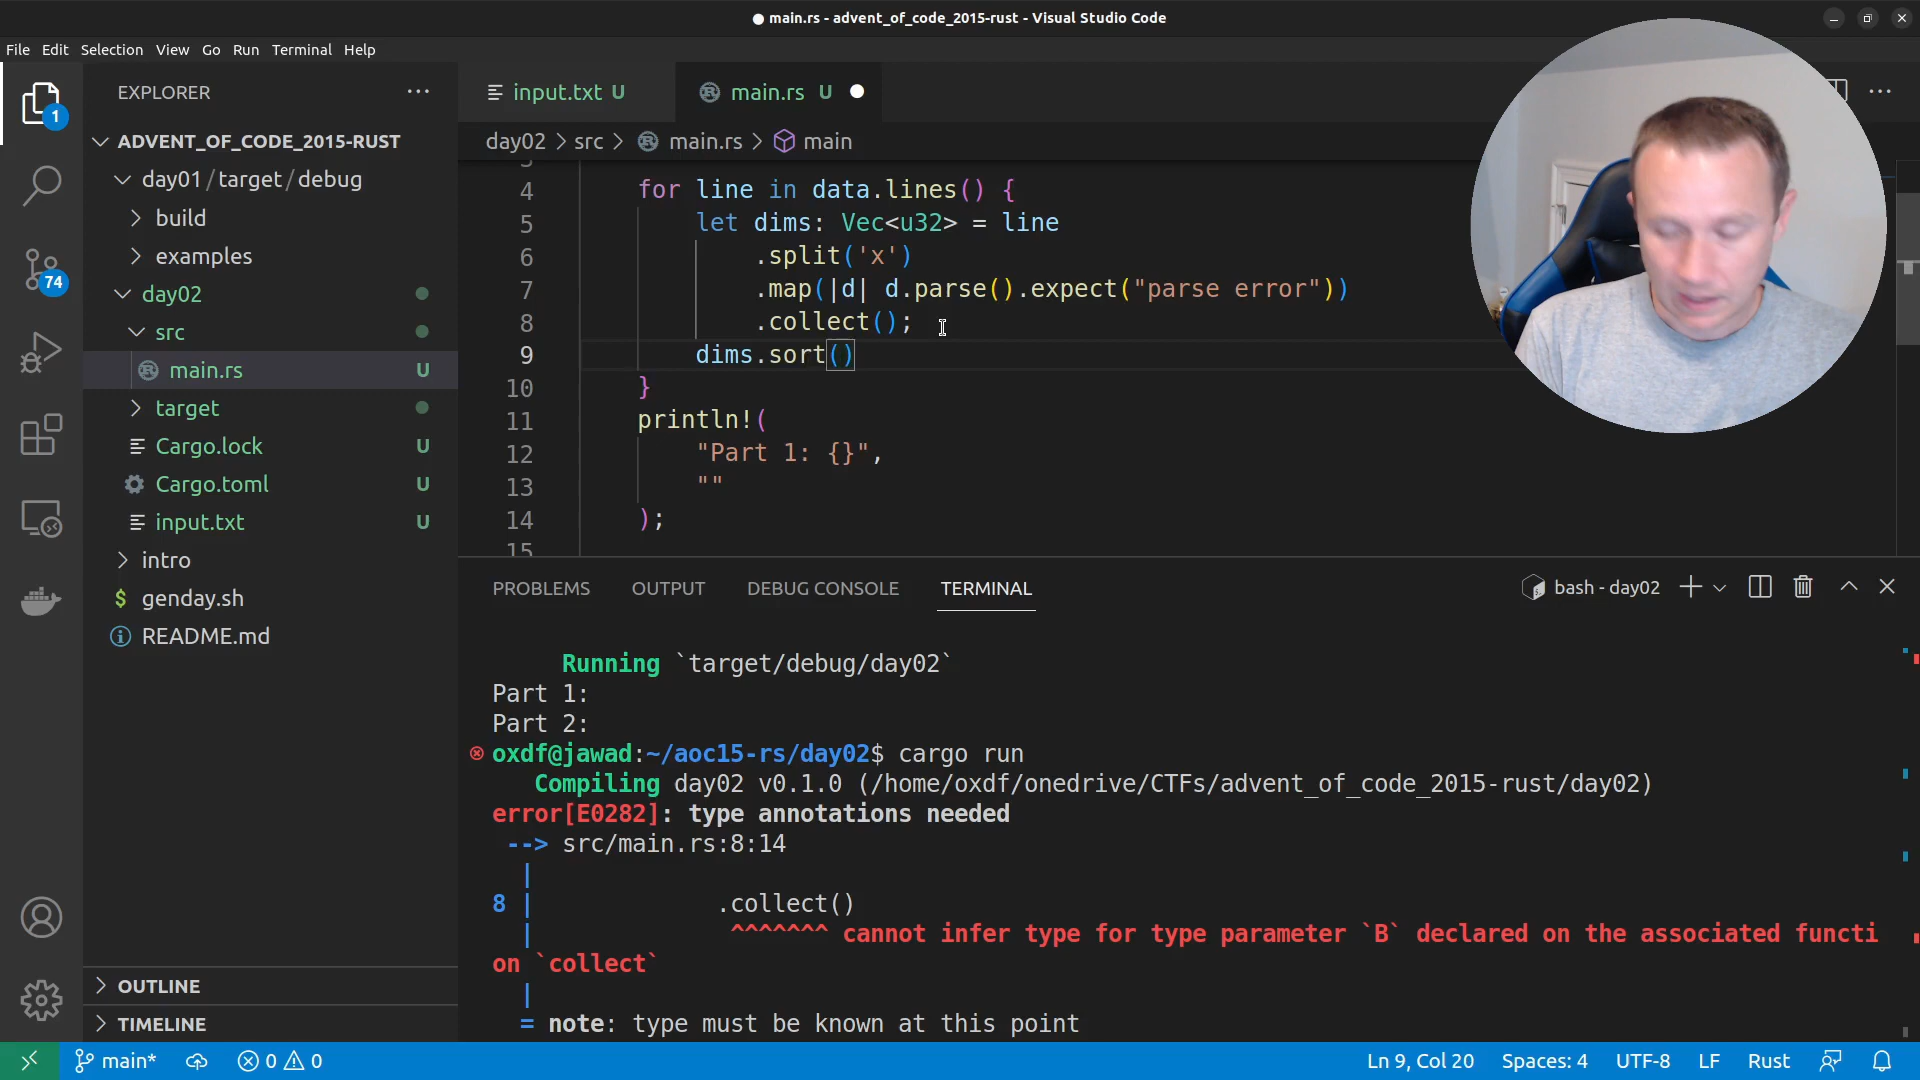 ● main.rs - advent_of_code_2015-rust - Visual Studio Code
File Edit Selection View Go Run Terminal Help
EXPLORER
input.txt U
main.rs U
ADVENT_OF_CODE_2015-RUST
day02 > src > main.rs > main
day01 / target / debug
build
examples
day02
src
main.rs U
target
Cargo.lock U
Cargo.toml U
input.txt U
intro
genday.sh
README.md
OUTLINE
TIMELINE
1
74
4 for line in data.lines() {
5 let dims: Vec<u32> = line
6 .split('x')
7 .map(|d| d.parse().expect("parse error"))
8 .collect();
9 dims.sort()
10 }
11 println!(
12 "Part 1: {}",
13 ""
14 );
15
PROBLEMS OUTPUT DEBUG CONSOLE TERMINAL
bash - day02
Running `target/debug/day02`
Part 1:
Part 2:
oxdf@jawad:~/aoc15-rs/day02$ cargo run
Compiling day02 v0.1.0 (/home/oxdf/onedrive/CTFs/advent_of_code_2015-rust/day02)
error[E0282]: type annotations needed
--> src/main.rs:8:14
|
8 | .collect()
| ^^^^^^^ cannot infer type for type parameter `B` declared on the associated functi
on `collect`
|
= note: type must be known at this point
main* 0 0
Ln 9, Col 20 Spaces: 4 UTF-8 LF Rust